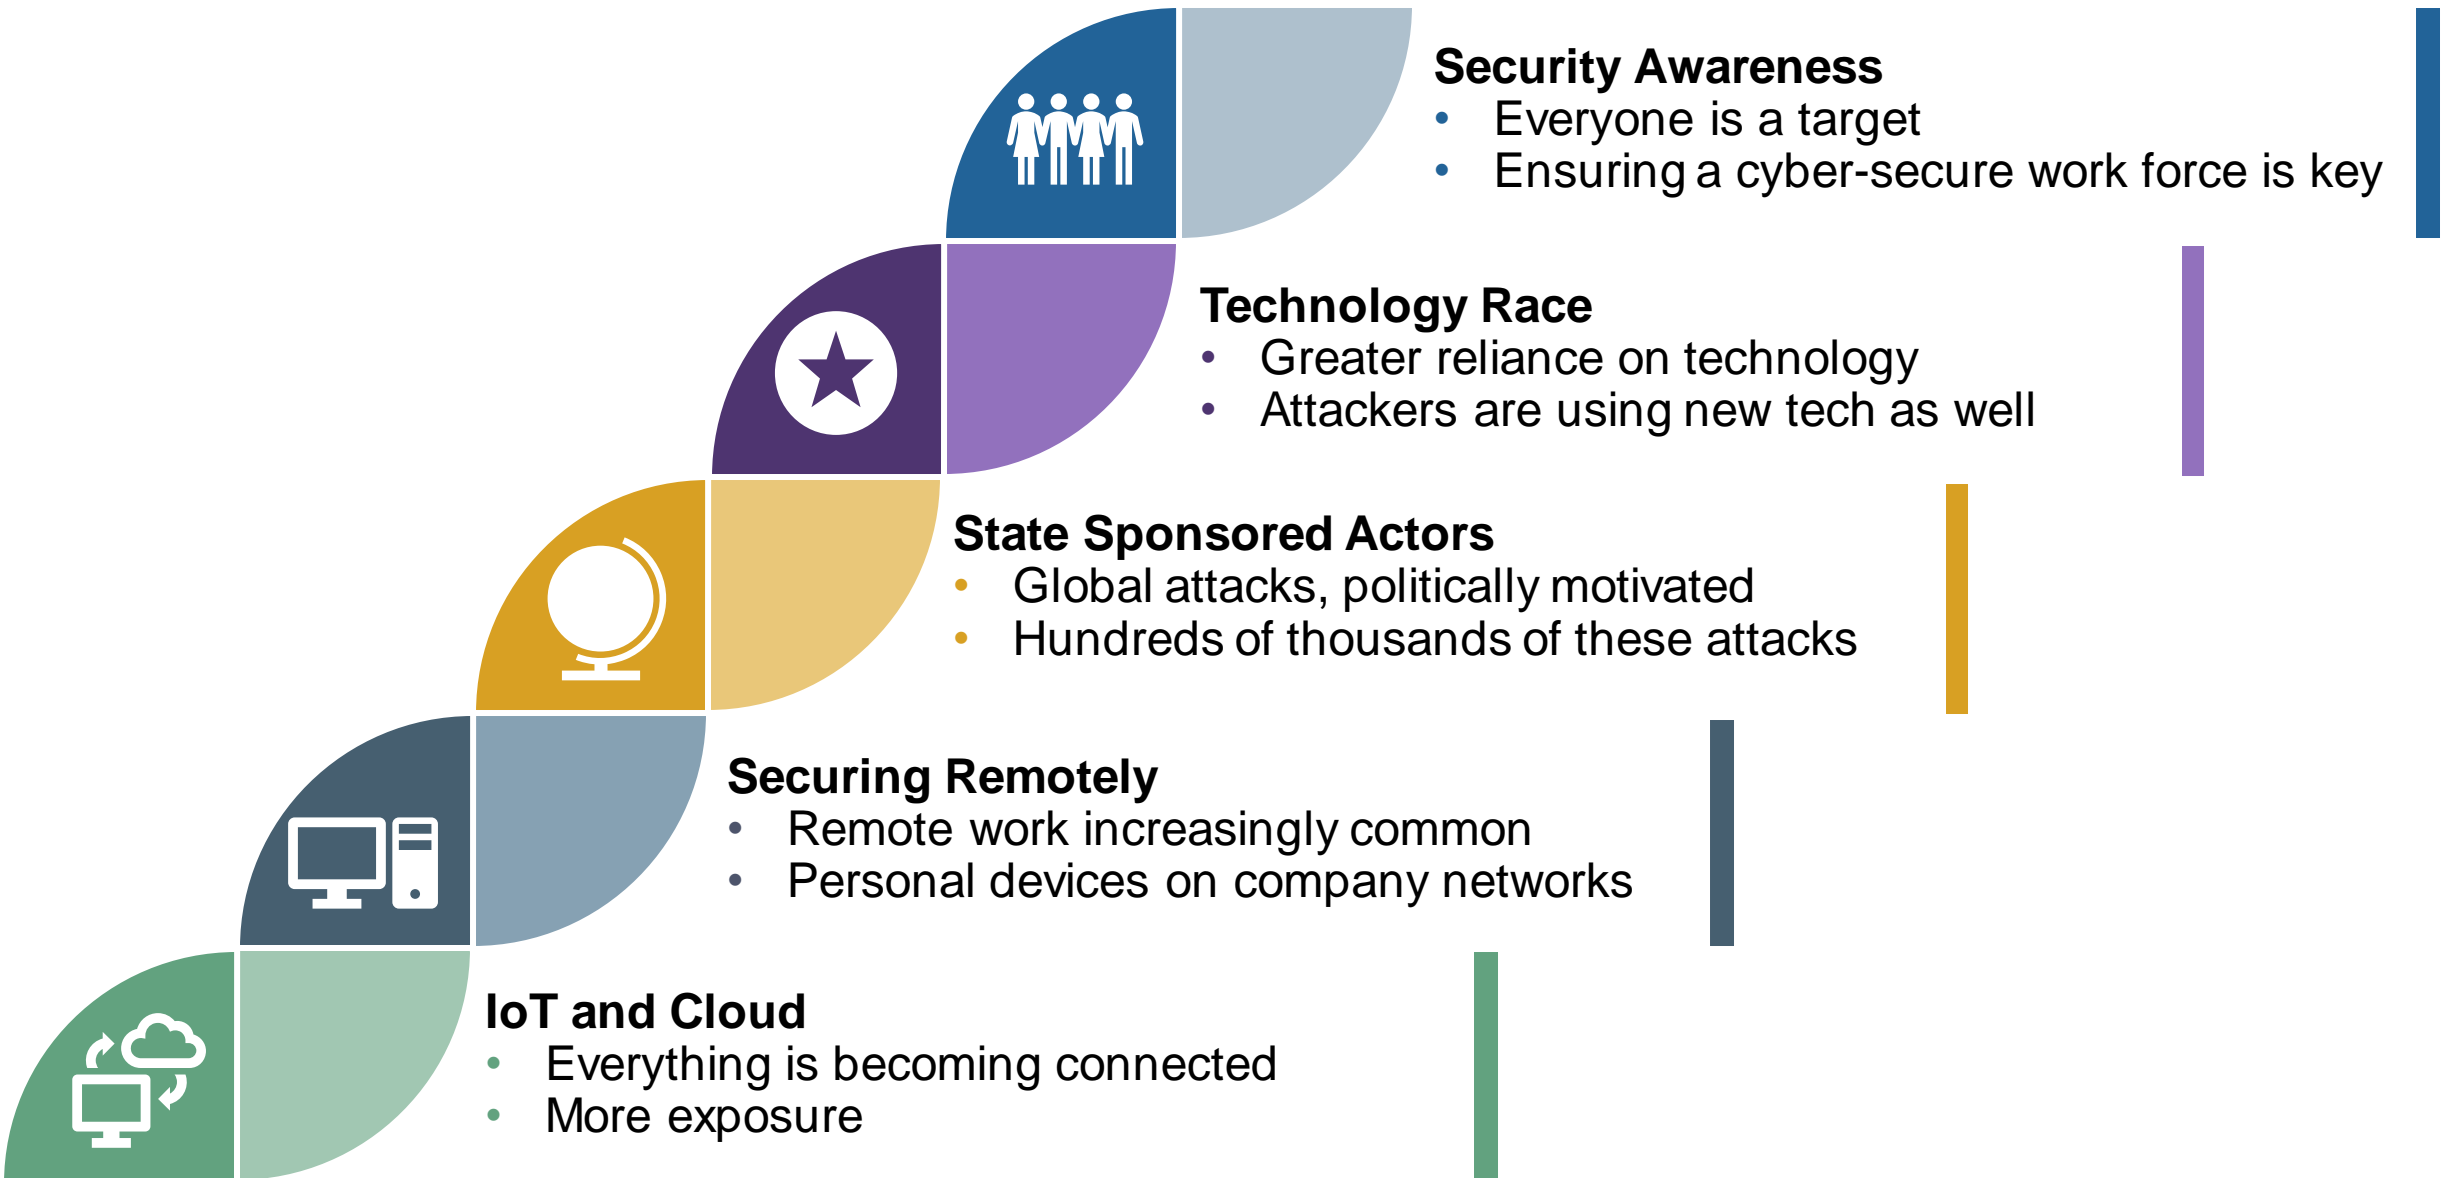 Security Awareness
• Everyone is a target
• Ensuring a cyber-secure work force is key
Technology Race
• Greater reliance on technology
• Attackers are using new tech as well
State Sponsored Actors
• Global attacks, politically motivated
• Hundreds of thousands of these attacks
Securing Remotely
• Remote work increasingly common
• Personal devices on company networks
IoT and Cloud
• Everything is becoming connected
• More exposure